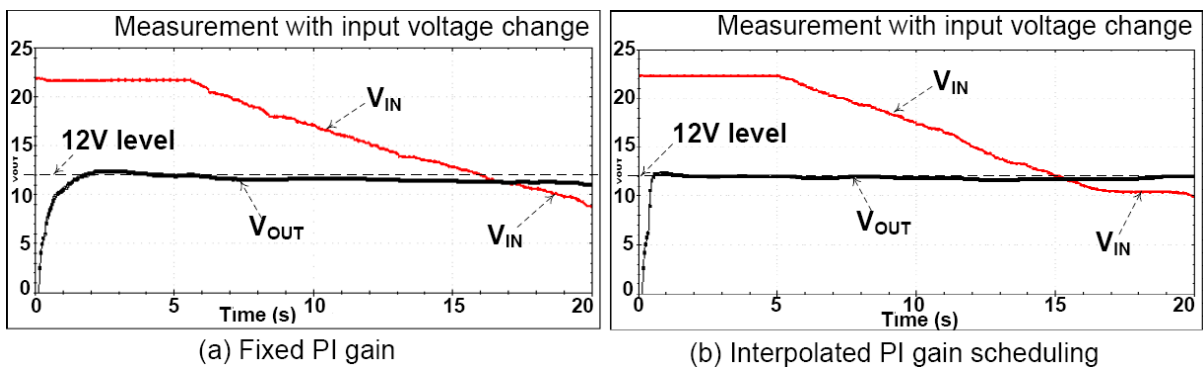 Measurement with input voltage change
25
20
15
10
5
0
V_IN
12V level
V_OUT
V_IN
0 5 10 15 20
Time (s)
(a) Fixed PI gain
Measurement with input voltage change
25
20
15
10
5
0
V_IN
12V level
V_OUT
V_IN
0 5 10 15 20
Time (s)
(b) Interpolated PI gain scheduling